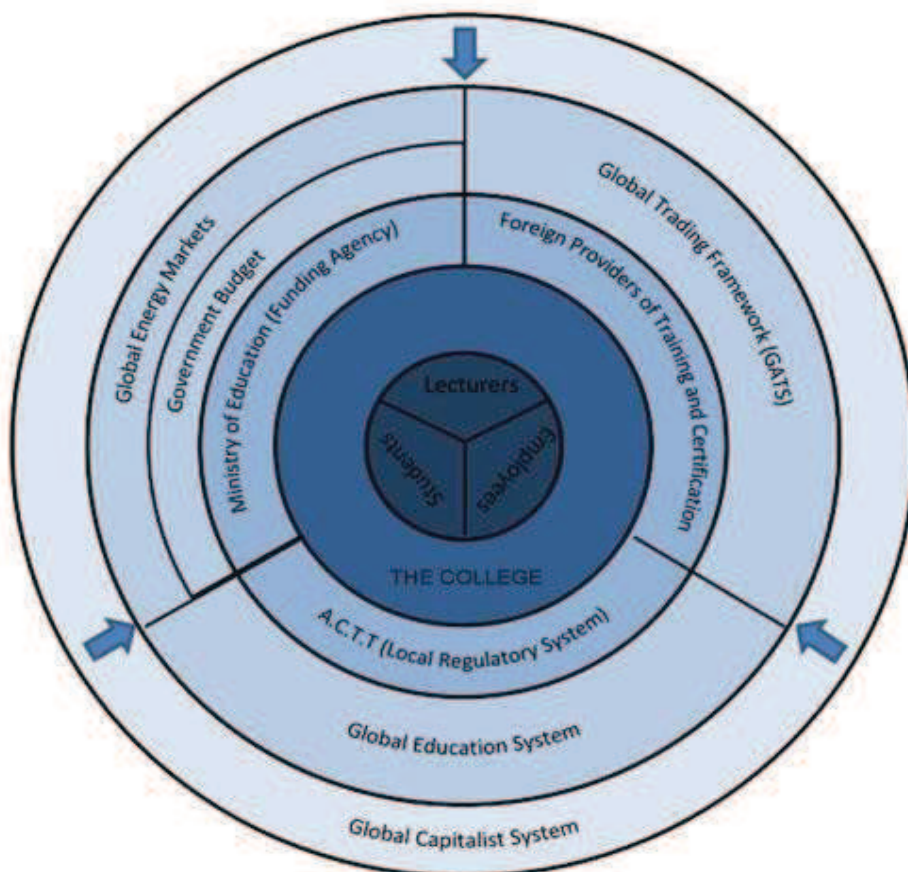 Global Energy Markets
Government Budget
Ministry of Education (Funding Agency)
Foreign Providers of Training and Certification
Global Trading Framework (GATS)
Lecturers
Students
Employees
THE COLLEGE
A.C.T.T (Local Regulatory System)
Global Education System
Global Capitalist System